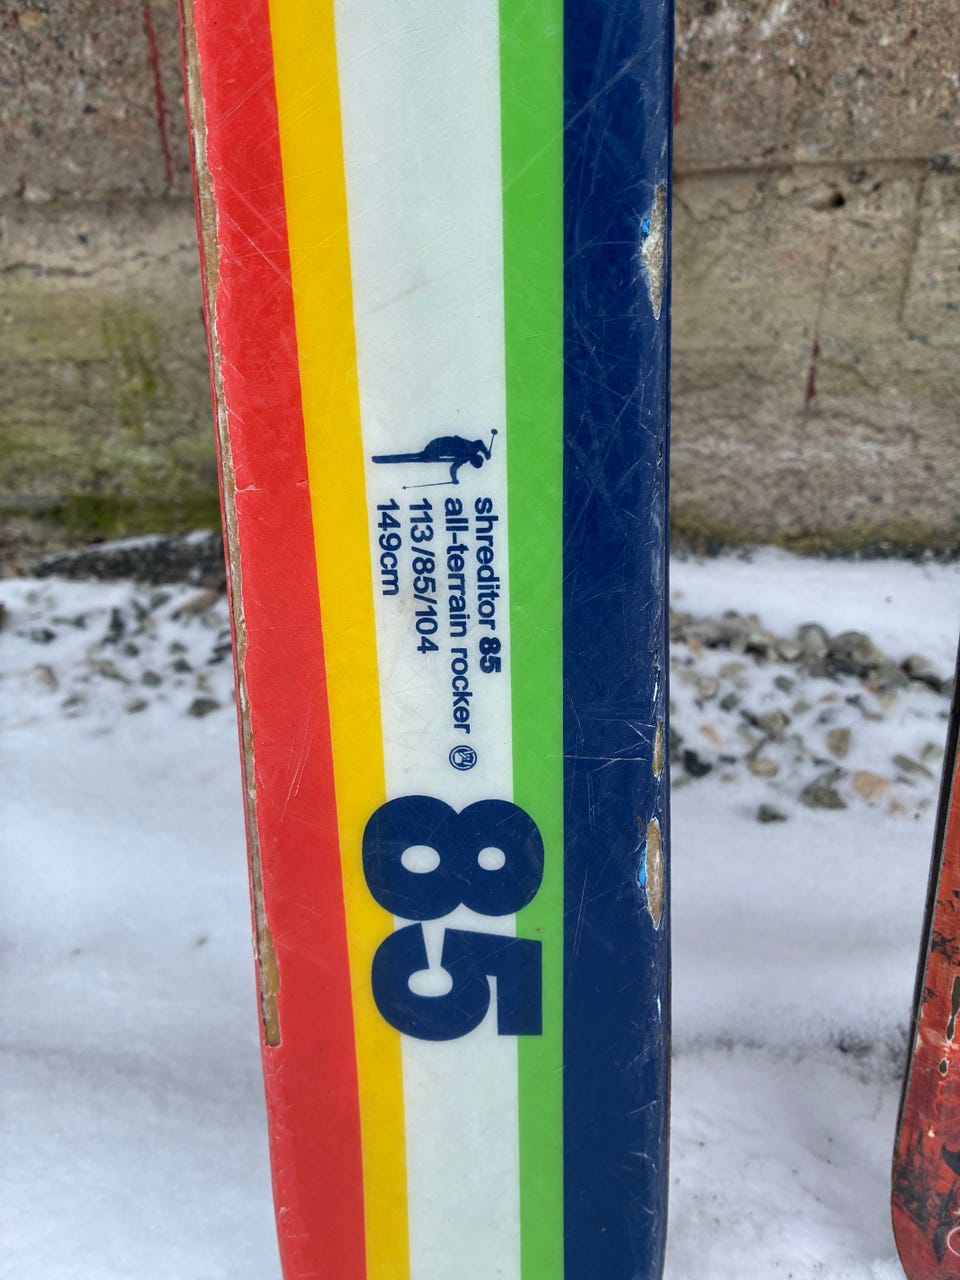 shreditor 85
all-terrain rocker
113/85/104
149cm
85